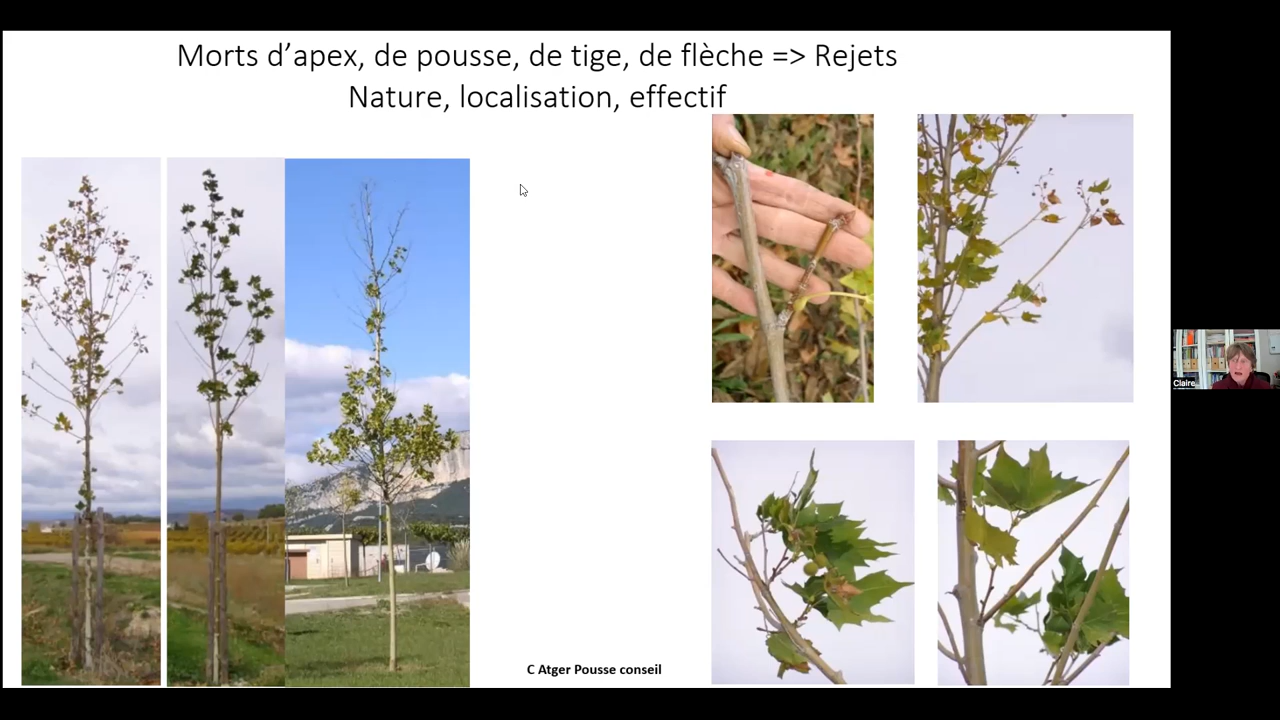 Morts d’apex, de pousse, de tige, de flèche => Rejets
Nature, localisation, effectif
C Atger Pousse conseil
Claire